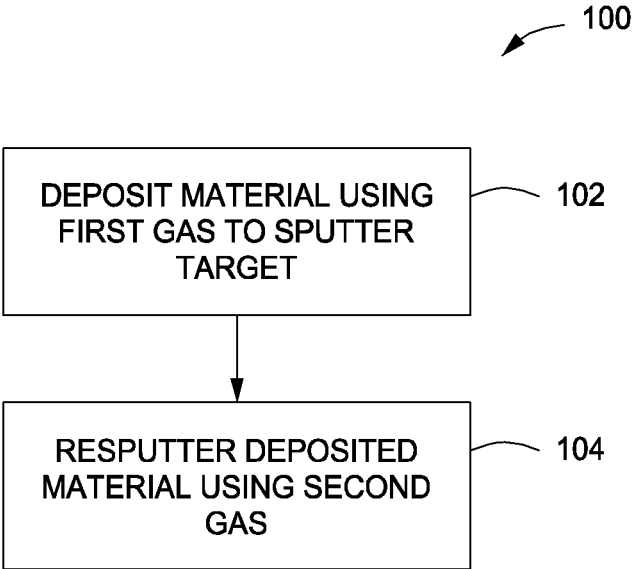 100
DEPOSIT MATERIAL USING
FIRST GAS TO SPUTTER
TARGET
102
RESPUTTER DEPOSITED
MATERIAL USING SECOND
GAS
104